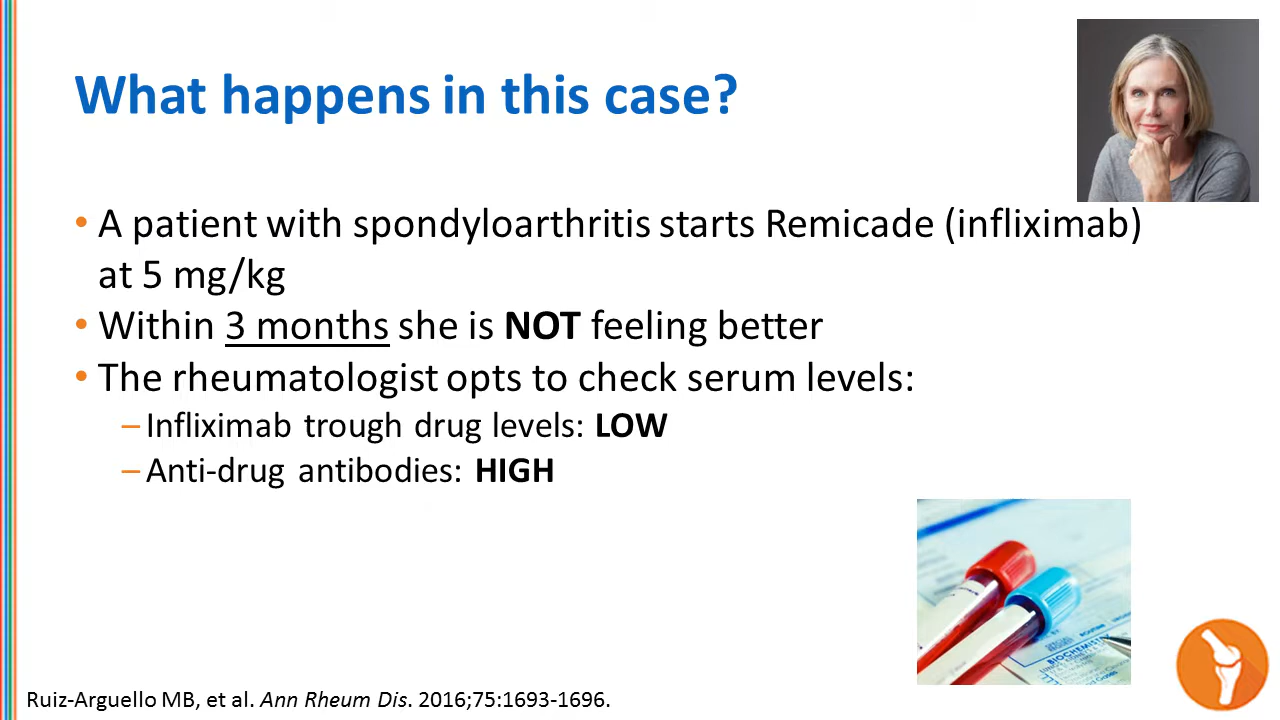 What happens in this case?
• A patient with spondyloarthritis starts Remicade (infliximab)
at 5 mg/kg
• Within 3 months she is NOT feeling better
• The rheumatologist opts to check serum levels:
– Infliximab trough drug levels: LOW
– Anti-drug antibodies: HIGH
BIOCHEMISTRY
Ruiz-Arguello MB, et al. Ann Rheum Dis. 2016;75:1693-1696.